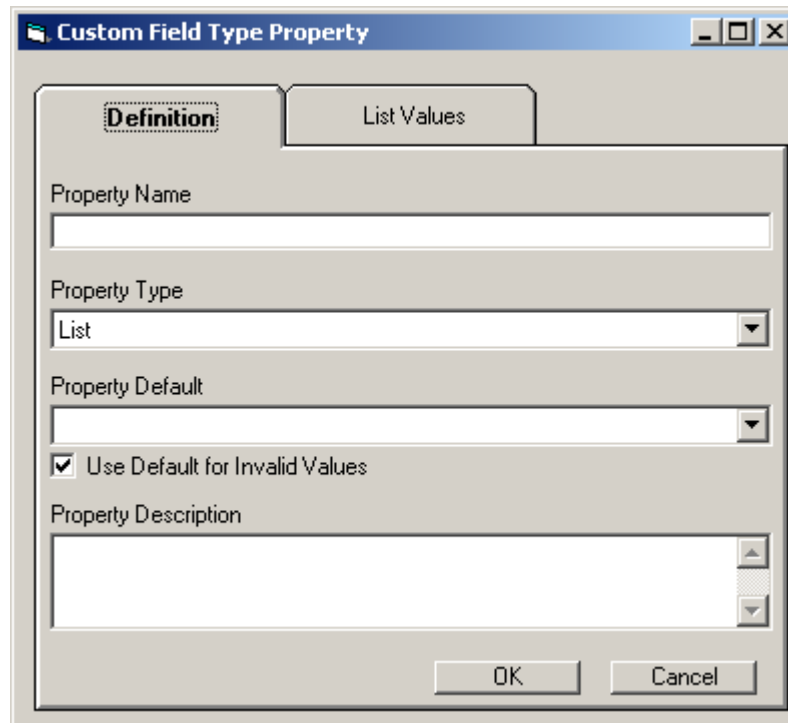 Custom Field Type Property
Definition
List Values
Property Name
Property Type
List
Property Default
Use Default for Invalid Values
Property Description
OK
Cancel